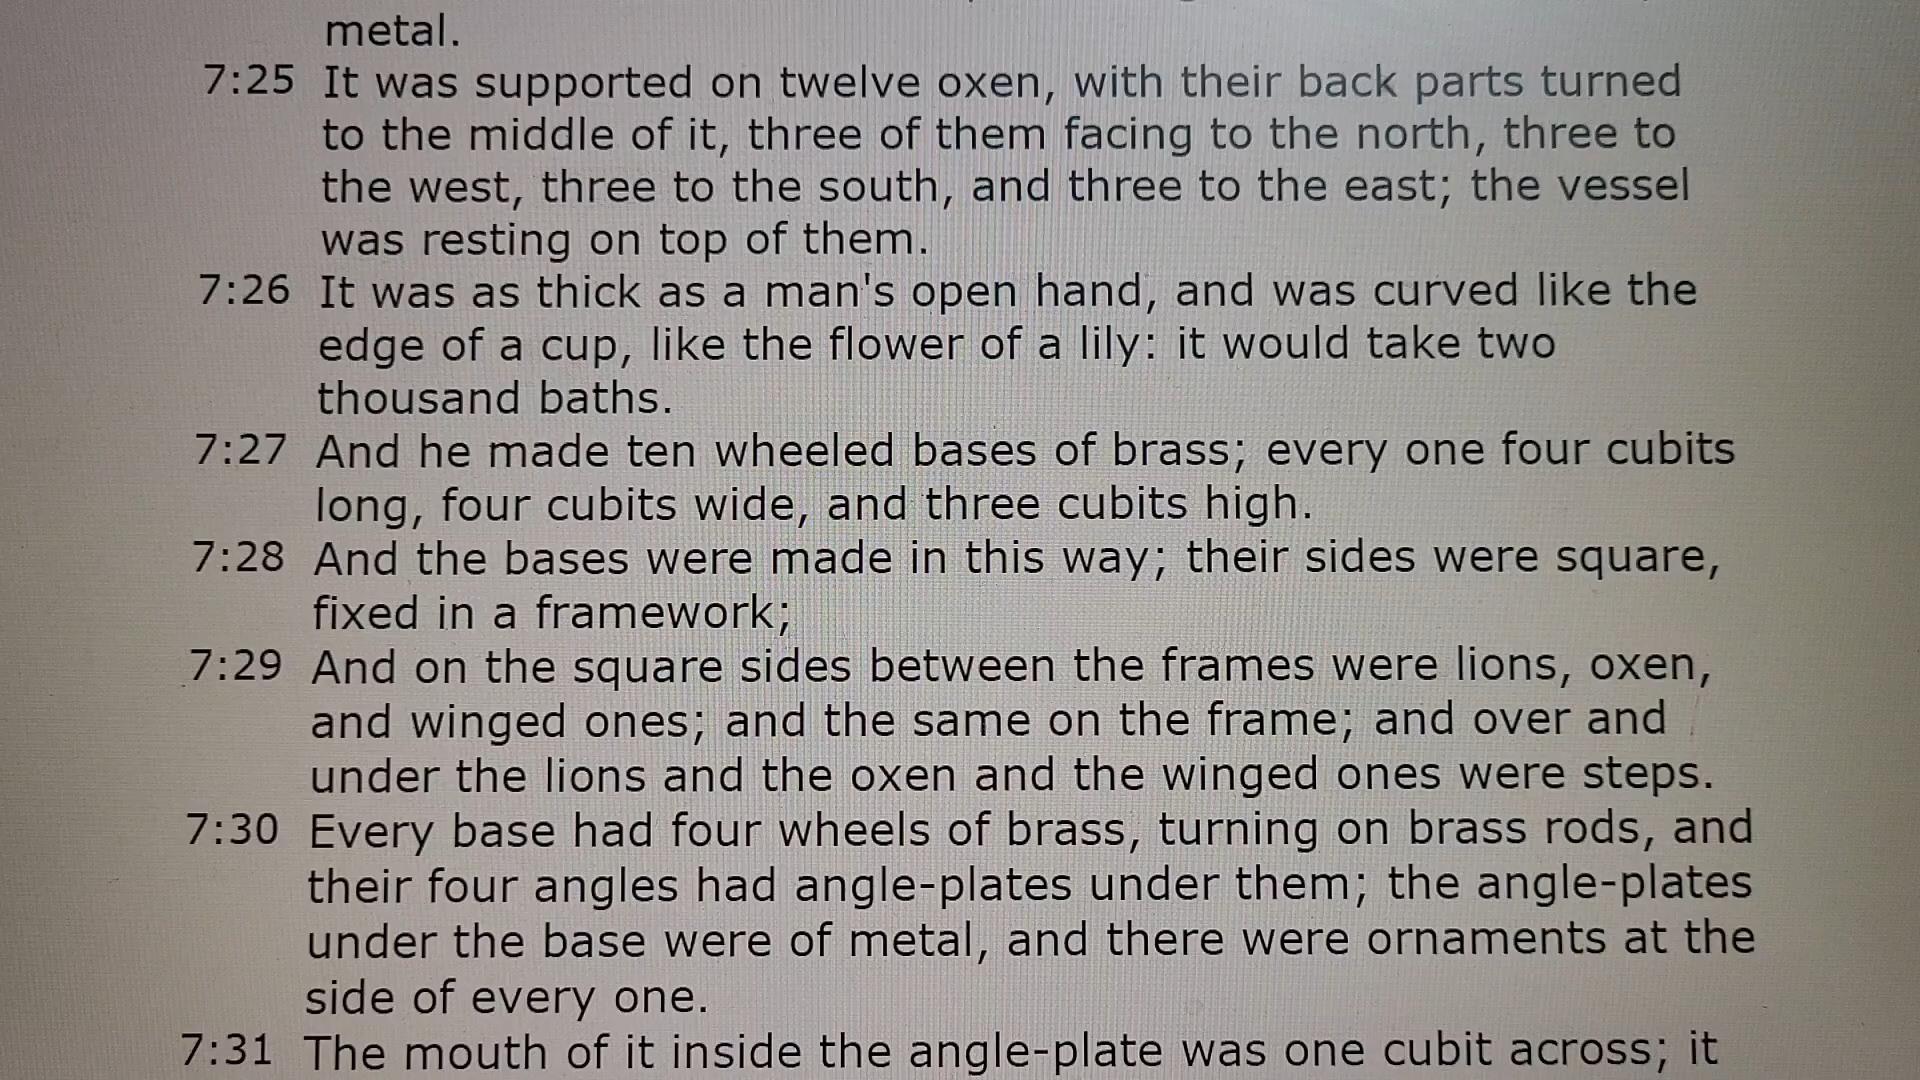 metal.
7:25 It was supported on twelve oxen, with their back parts turned
to the middle of it, three of them facing to the north, three to
the west, three to the south, and three to the east; the vessel
was resting on top of them.
7:26 It was as thick as a man's open hand, and was curved like the
edge of a cup, like the flower of a lily: it would take two
thousand baths.
7:27 And he made ten wheeled bases of brass; every one four cubits
long, four cubits wide, and three cubits high.
7:28 And the bases were made in this way; their sides were square,
fixed in a framework;
7:29 And on the square sides between the frames were lions, oxen,
and winged ones; and the same on the frame; and over and
under the lions and the oxen and the winged ones were steps.
7:30 Every base had four wheels of brass, turning on brass rods, and
their four angles had angle-plates under them; the angle-plates
under the base were of metal, and there were ornaments at the
side of every one.
7:31 The mouth of it inside the angle-plate was one cubit across; it